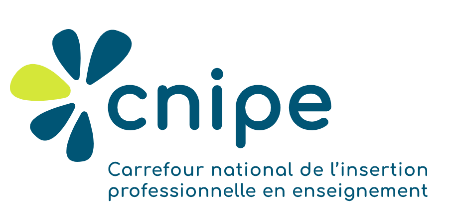 cnipe
Carrefour national de l'insertion
professionnelle en enseignement